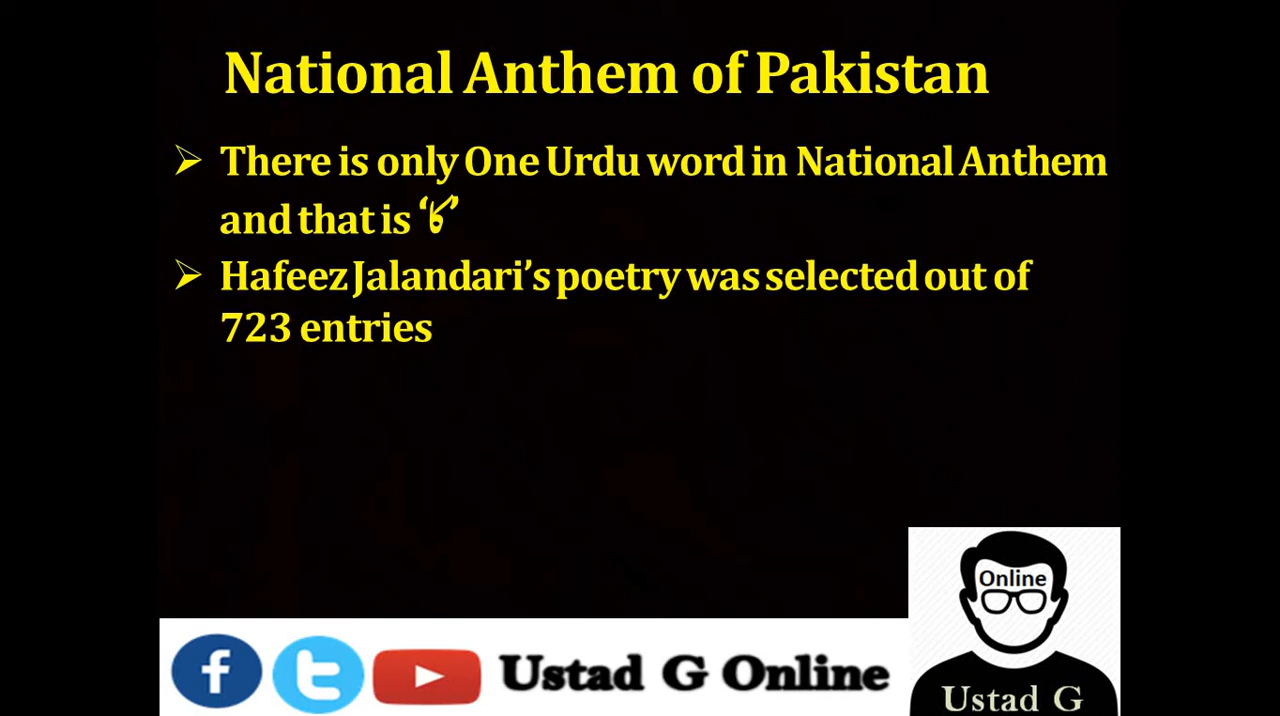 National Anthem of Pakistan
➢ There is only One Urdu word in National Anthem
and that is ‘کا’
➢ Hafeez Jalandari’s poetry was selected out of
723 entries
Online
f
Ustad G Online
Ustad G